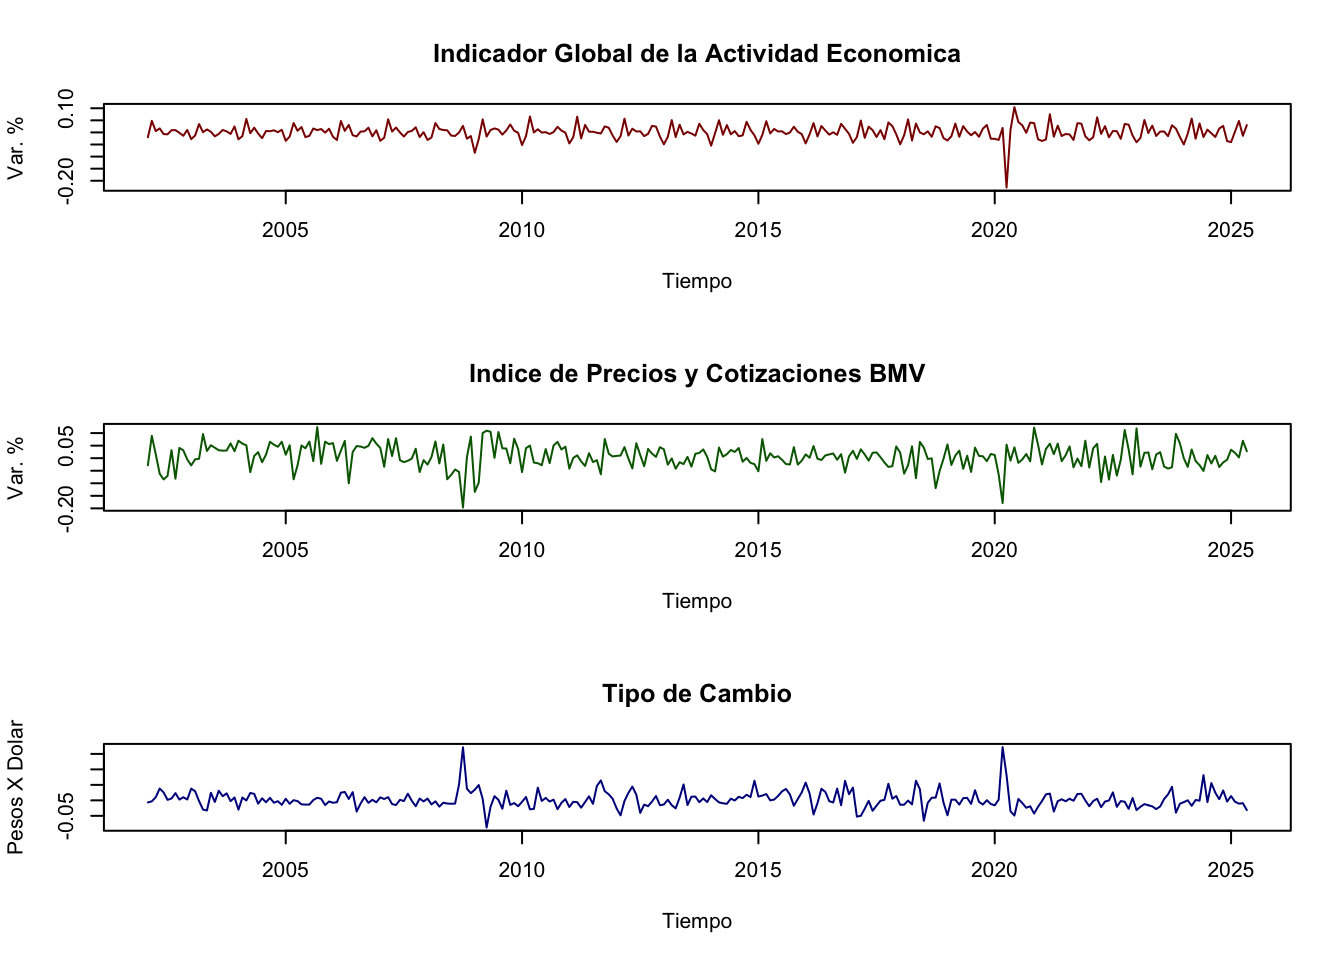 Indicador Global de la Actividad Economica
Var. %
0.10
-0.20
2005 2010 2015 2020 2025
Tiempo
Indice de Precios y Cotizaciones BMV
Var. %
0.05
-0.20
2005 2010 2015 2020 2025
Tiempo
Tipo de Cambio
Pesos X Dolar
-0.05
2005 2010 2015 2020 2025
Tiempo